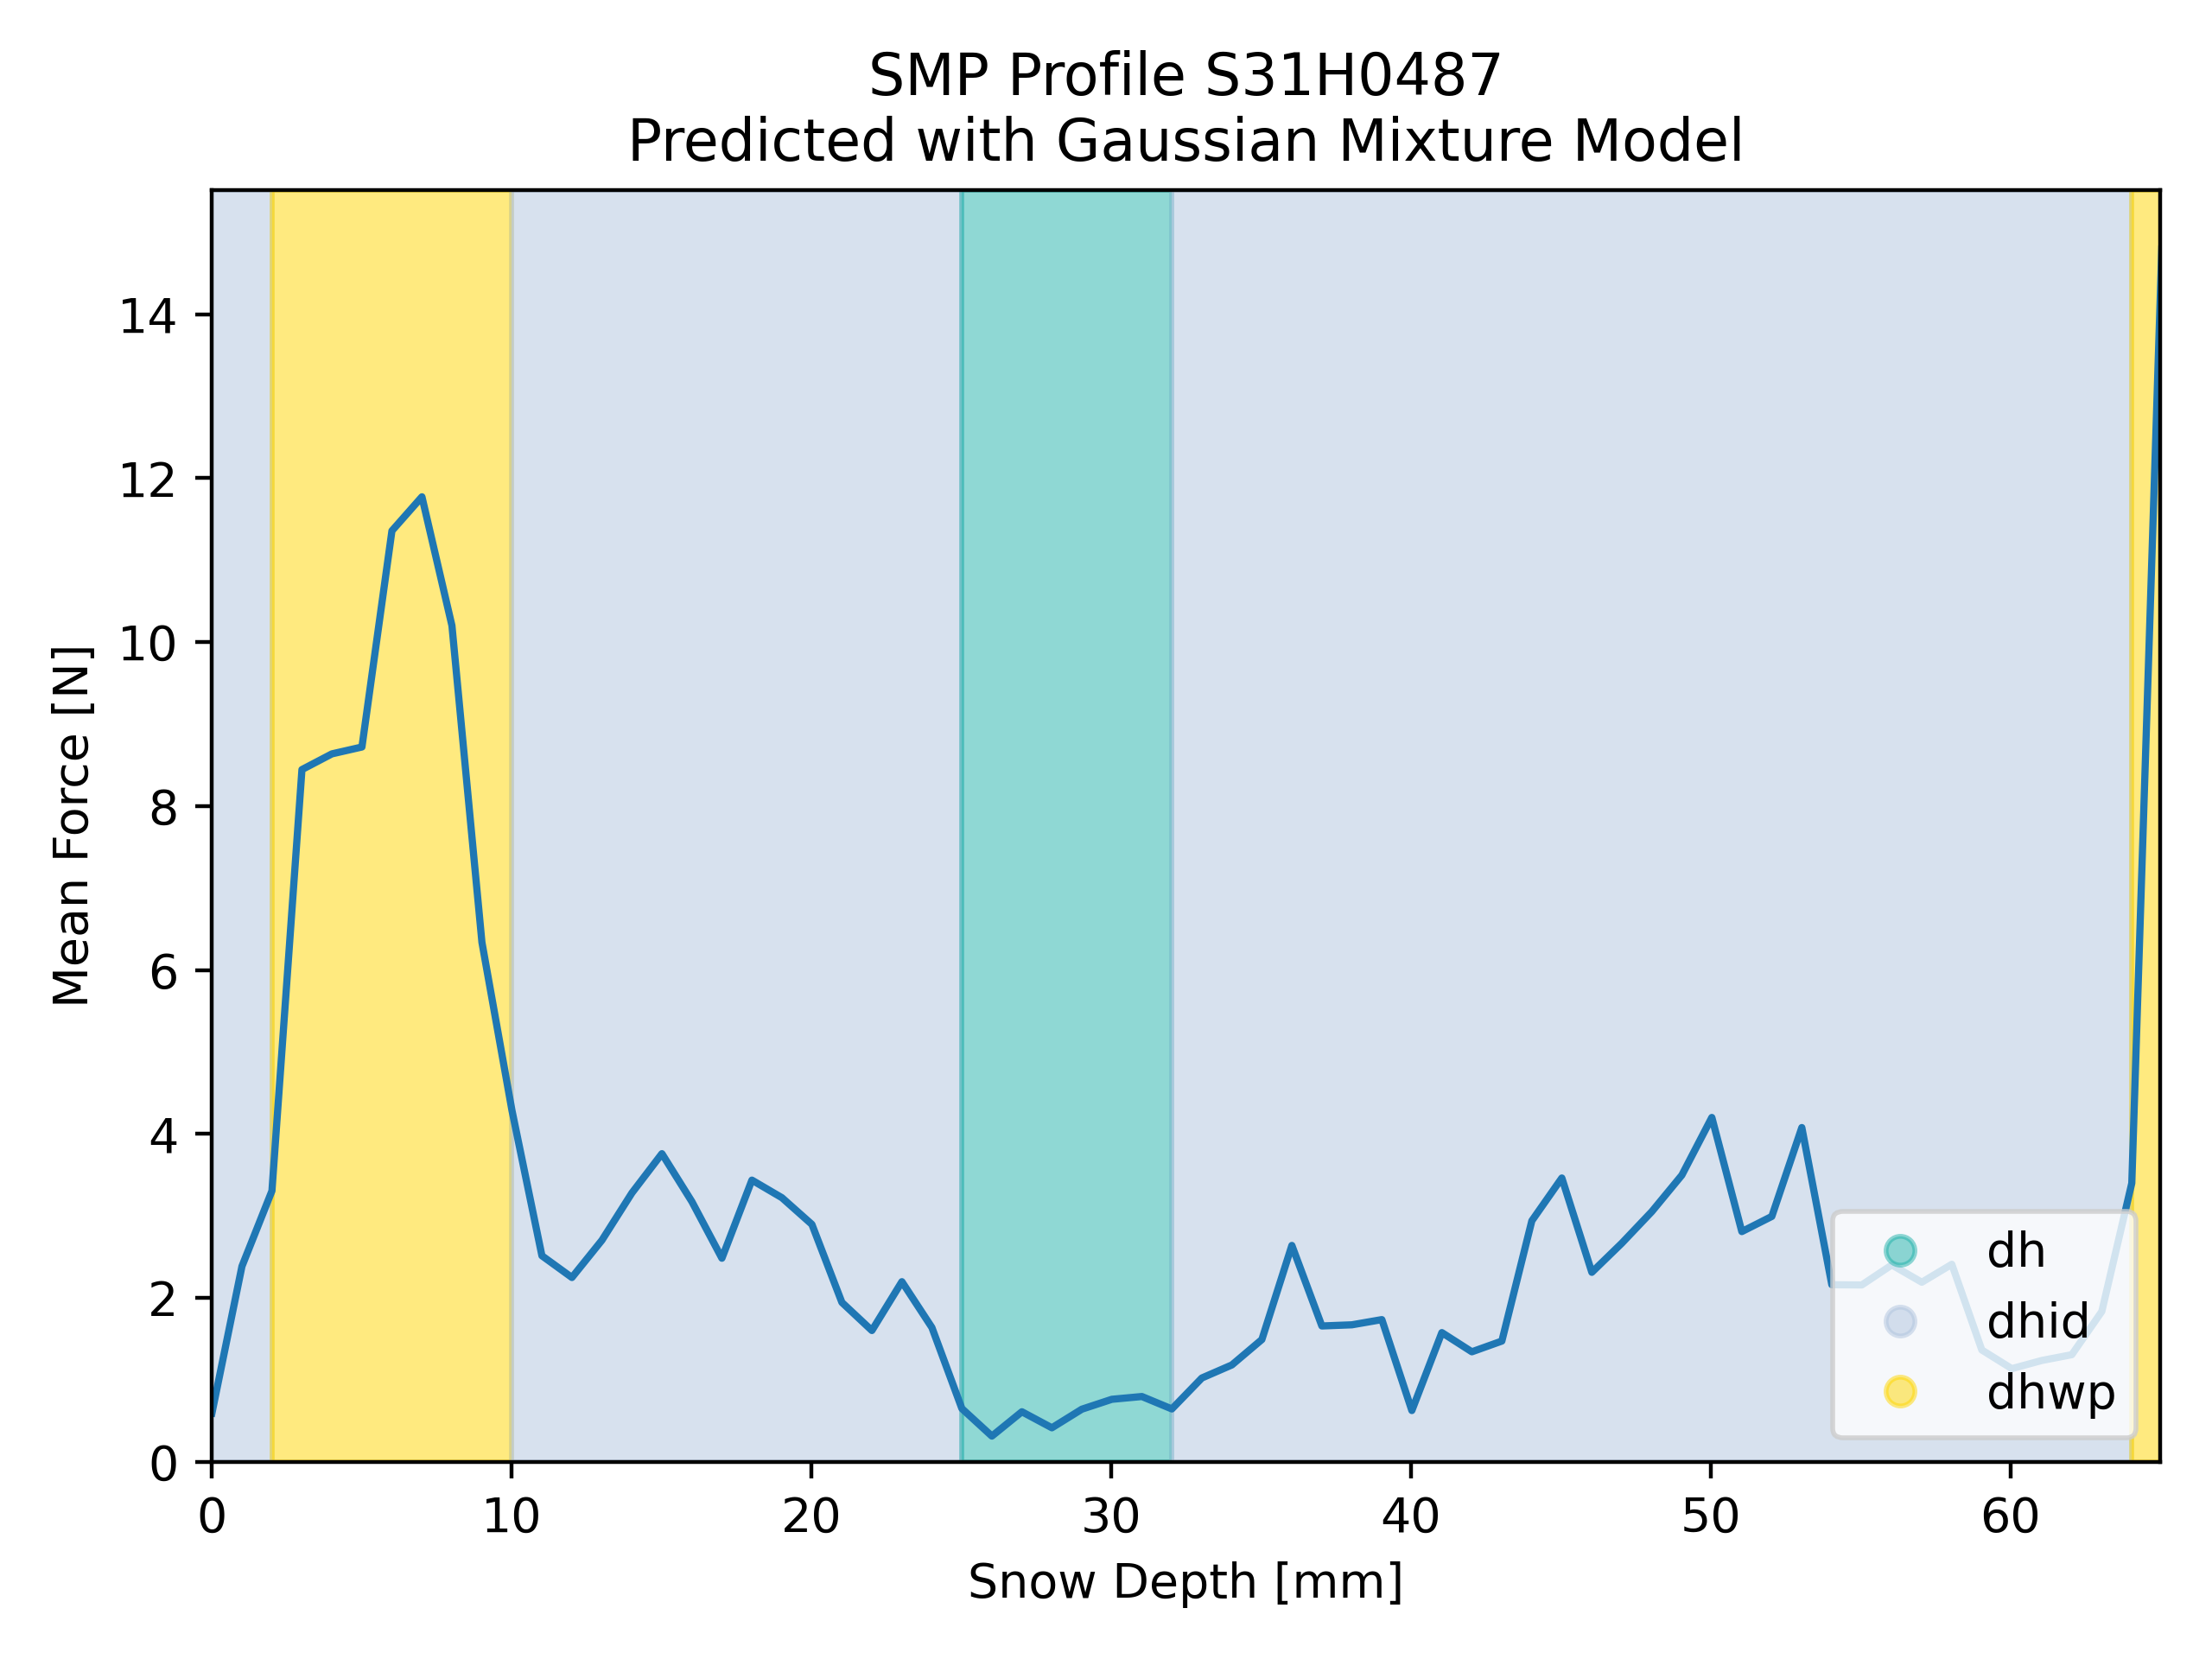 SMP Profile S31H0487
Predicted with Gaussian Mixture Model
Mean Force [N]
14
12
10
8
6
4
2
0
0 10 20 30 40 50 60
Snow Depth [mm]
dh
dhid
dhwp